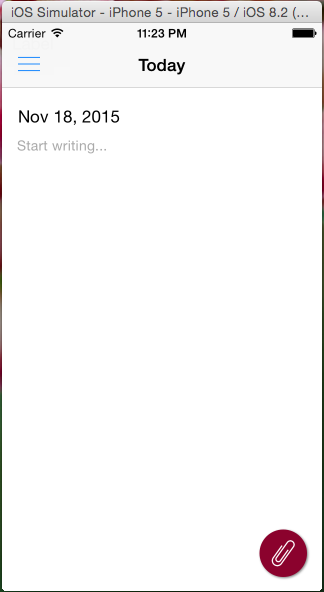 iOS Simulator - iPhone 5 - iPhone 5 / iOS 8.2 (...
Carrier 11:23 PM
Today
Nov 18, 2015
Start writing...